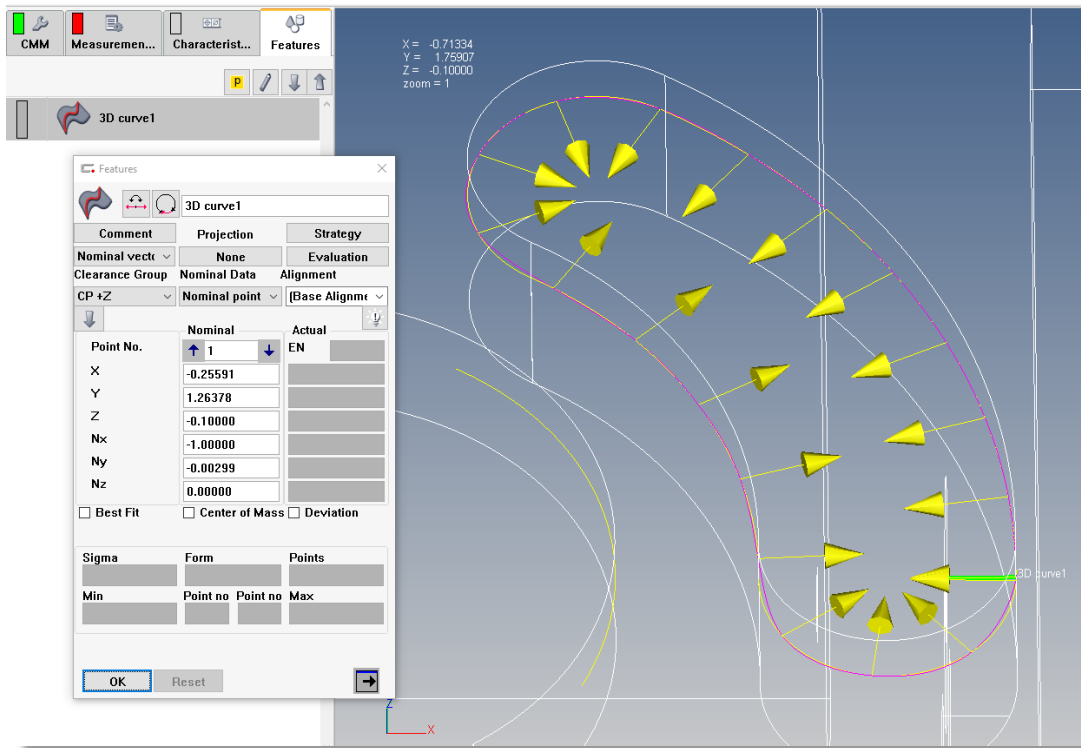 CMM
Measuremen...
Characterist...
Features
P
3D curve1
Features
3D curve1
Comment
Projection
Strategy
Nominal vectc
None
Evaluation
Clearance Group
Nominal Data
Alignment
CP +Z
Nominal point
(Base Alignme
Nominal
Actual
Point No.
1
EN
X
-0.25591
Y
1.26378
Z
-0.10000
Nx
-1.00000
Ny
-0.00299
Nz
0.00000
Best Fit
Center of Mass
Deviation
Sigma
Form
Points
Min
Point no
Point no
Max
OK
Reset
X = -0.71334
Y = 1.75907
Z = -0.10000
zoom = 1
3D curve1
Z
X